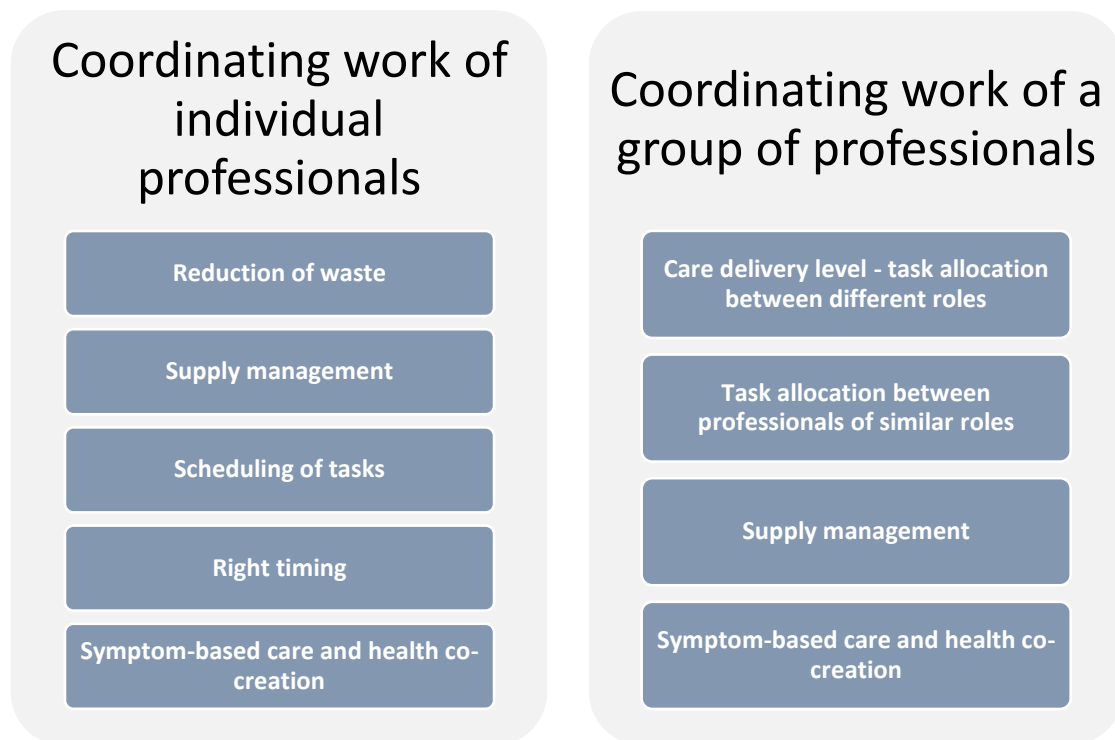 Coordinating work of
individual
professionals
Reduction of waste
Supply management
Scheduling of tasks
Right timing
Symptom-based care and health co-
creation
Coordinating work of a
group of professionals
Care delivery level - task allocation
between different roles
Task allocation between
professionals of similar roles
Supply management
Symptom-based care and health co-
creation